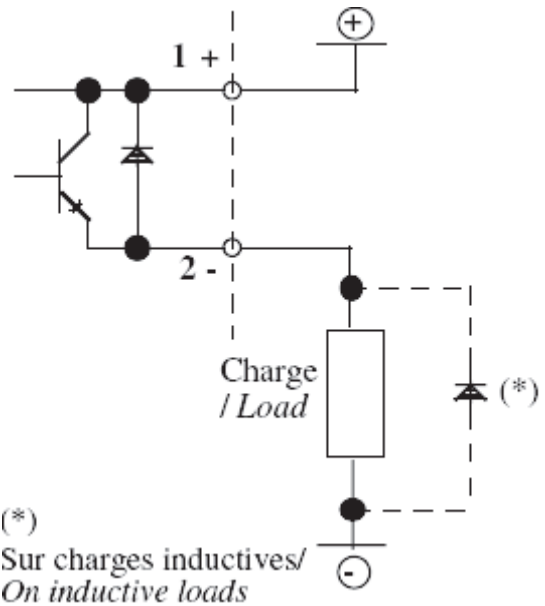 +
1 +
2 -
Charge
/ Load
(*)
(*)
Sur charges inductives/
On inductive loads
-